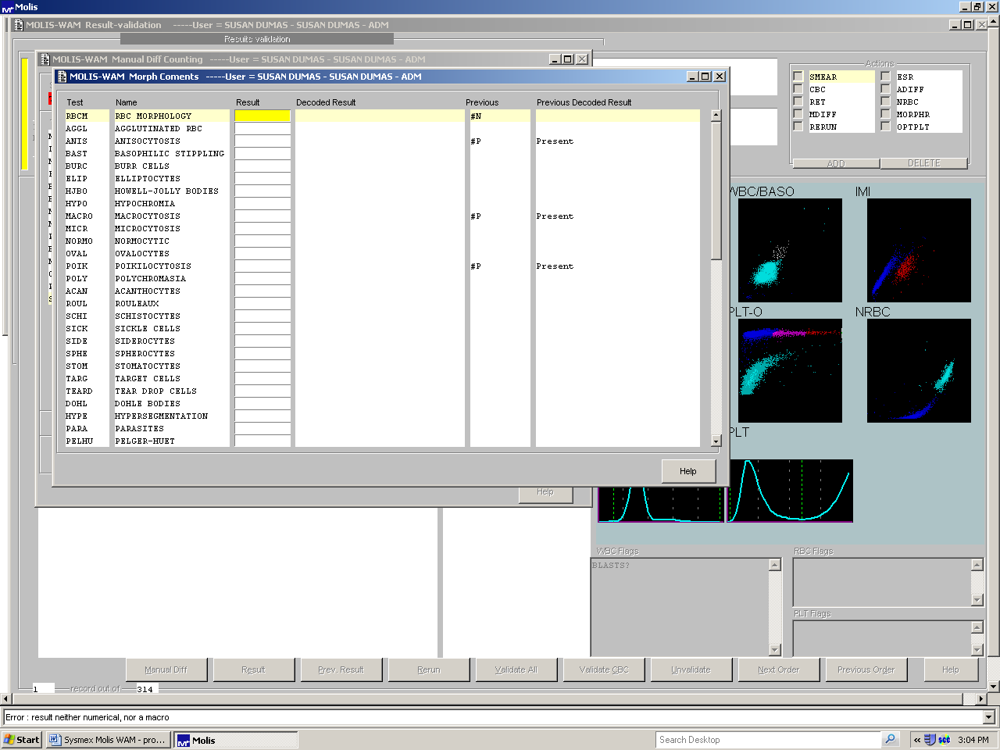 Molis
MOLIS-WAM Result-validation -----User = SUSAN DUMAS - SUSAN DUMAS - ADM
Results validation
MOLIS-WAM Manual Diff Counting -----User = SUSAN DUMAS - SUSAN DUMAS - ADM
MOLIS-WAM Morph Coments -----User = SUSAN DUMAS - SUSAN DUMAS - ADM
Test Name Result Decoded Result Previous Previous Decoded Result
RBCM RBC MORPHOLOGY #N
AGGL AGGLUTINATED RBC
ANIS ANISOCYTOSIS #P Present
BAST BASOPHILIC STIPPLING
BURC BURR CELLS
ELIP ELLIPTOCYTES
HJBO HOWELL-JOLLY BODIES
HYPO HYPOCHROMIA
MACRO MACROCYTOSIS #P Present
MICR MICROCYTOSIS
NORMO NORMOCYTIC
OVAL OVALOCYTES
POIK POIKILOCYTOSIS #P Present
POLY POLYCHROMASIA
ACAN ACANTHOCYTES
ROUL ROULEAUX
SCHI SCHISTOCYTES
SICK SICKLE CELLS
SIDE SIDEROCYTES
SPHE SPHEROCYTES
STOM STOMATOCYTES
TARG TARGET CELLS
TEARD TEAR DROP CELLS
DOHL DOHLE BODIES
HYPE HYPERSEGMENTATION
PARA PARASITES
PELHU PELGER-HUET
Help
Help
Actions
SMEAR ESR
CBC ADIFF
RET NRBC
MDIFF MORPHR
RERUN OPTPLT
ADD DELETE
WBC/BASO IMI
PLT-O NRBC
PLT
WBC Flags RBC Flags
BLASTS?
PLT Flags
Manual Diff Result Prev. Result Rerun Validate All Validate CBC Unvalidate Next Order Previous Order Help
1 record out of 314
Error : result neither numerical, nor a macro
Start Sysmex Molis WAM - pro... Molis Search Desktop « 3:04 PM